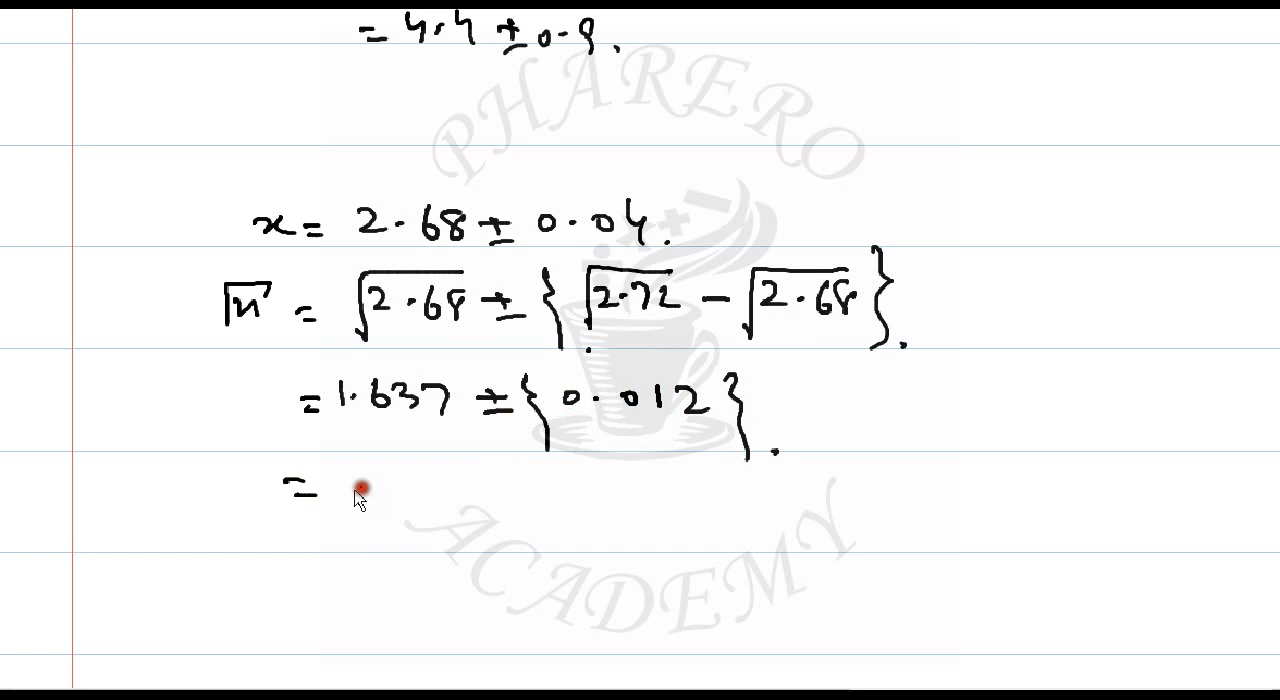 = 4.4 ± 0.9.
PHARERO
x = 2.68 ± 0.04.
√x = √2.68 ± {√2.72 − √2.68}.
= 1.637 ± {0.012}.
=
ACADEMY